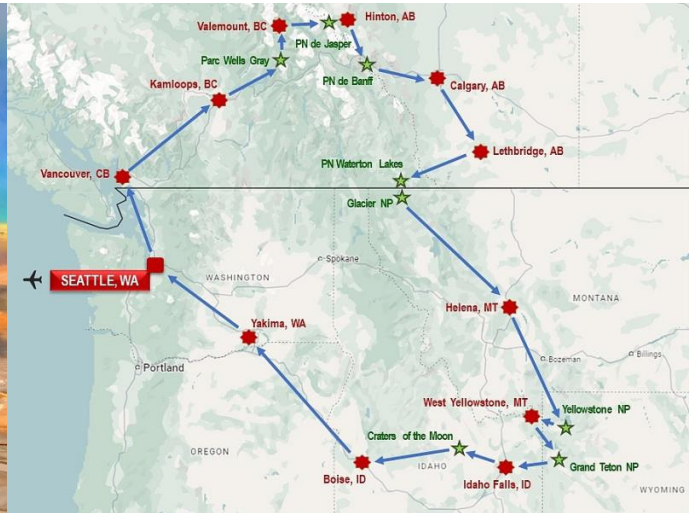 Valemount, BC
Hinton, AB
PN de Jasper
Parc Wells Gray
PN de Banff
Kamloops, BC
Calgary, AB
Lethbridge, AB
PN Waterton Lakes
Vancouver, CB
Glacier NP
Spokane
SEATTLE, WA
WASHINGTON
MONTANA
Helena, MT
Yakima, WA
Bozeman
Billings
Portland
West Yellowstone, MT
Yellowstone NP
Craters of the Moon
OREGON
IDAHO
Grand Teton NP
Boise, ID
Idaho Falls, ID
WYOMING